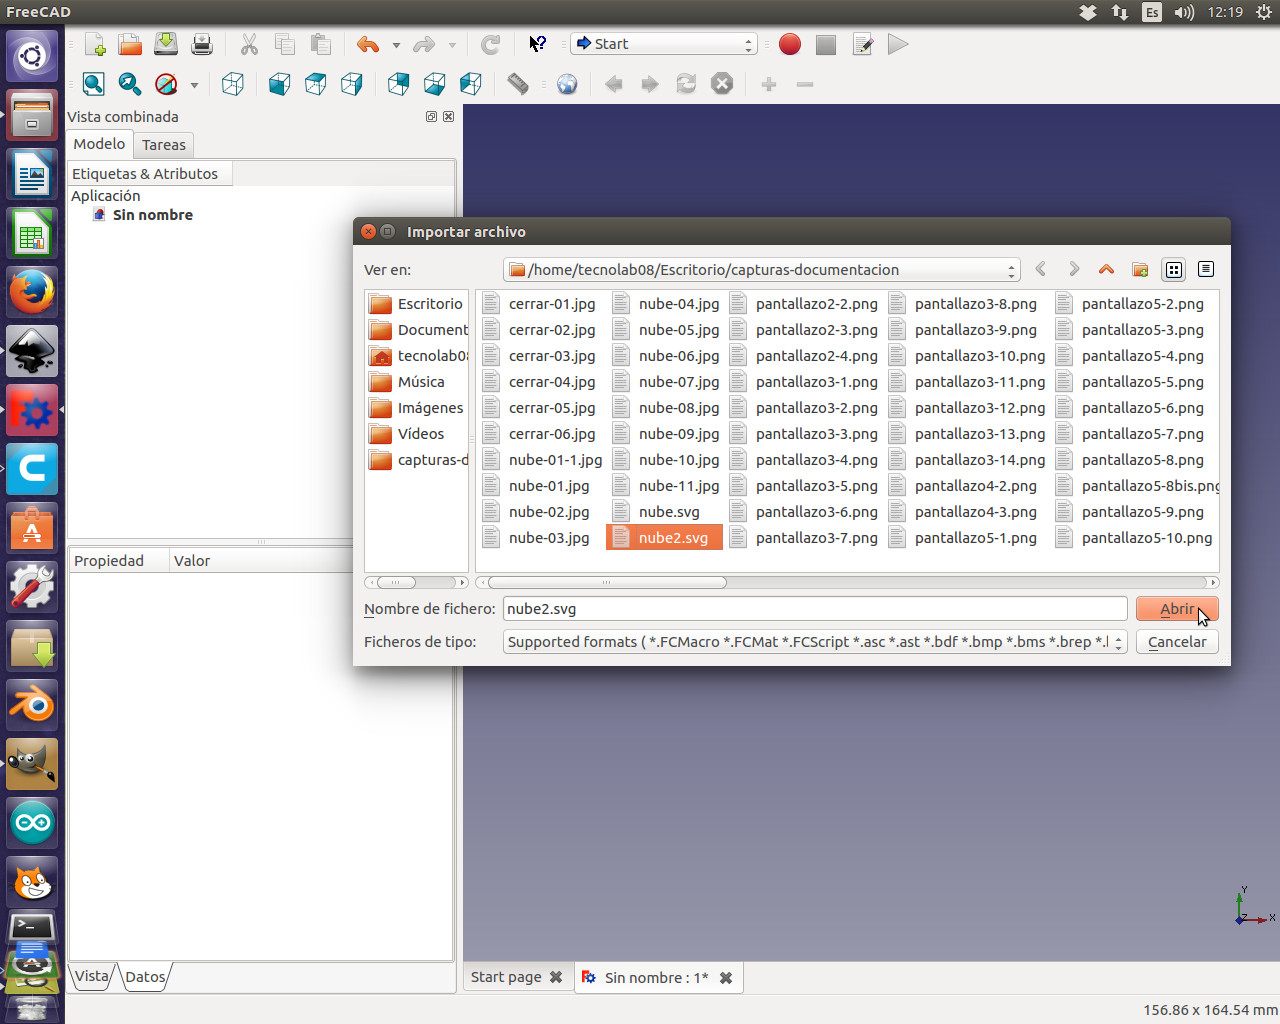 FreeCAD
Es
12:19
Start
Vista combinada
Modelo
Tareas
Etiquetas & Atributos
Aplicación
Sin nombre
Importar archivo
Ver en:
/home/tecnolab08/Escritorio/capturas-documentacion
Escritorio
Document
tecnolab08
Música
Imágenes
Vídeos
capturas-d
cerrar-01.jpg
cerrar-02.jpg
cerrar-03.jpg
cerrar-04.jpg
cerrar-05.jpg
cerrar-06.jpg
nube-01-1.jpg
nube-01.jpg
nube-02.jpg
nube-03.jpg
nube-04.jpg
nube-05.jpg
nube-06.jpg
nube-07.jpg
nube-08.jpg
nube-09.jpg
nube-10.jpg
nube-11.jpg
nube.svg
nube2.svg
pantallazo2-2.png
pantallazo2-3.png
pantallazo2-4.png
pantallazo3-1.png
pantallazo3-2.png
pantallazo3-3.png
pantallazo3-4.png
pantallazo3-5.png
pantallazo3-6.png
pantallazo3-7.png
pantallazo3-8.png
pantallazo3-9.png
pantallazo3-10.png
pantallazo3-11.png
pantallazo3-12.png
pantallazo3-13.png
pantallazo3-14.png
pantallazo4-2.png
pantallazo4-3.png
pantallazo5-1.png
pantallazo5-2.png
pantallazo5-3.png
pantallazo5-4.png
pantallazo5-5.png
pantallazo5-6.png
pantallazo5-7.png
pantallazo5-8.png
pantallazo5-8bis.png
pantallazo5-9.png
pantallazo5-10.png
Nombre de fichero:
nube2.svg
Abrir
Ficheros de tipo:
Supported formats ( *.FCMacro *.FCMat *.FCScript *.asc *.ast *.bdf *.bmp *.bms *.brep *.l
Cancelar
Propiedad
Valor
Y
Z
X
Vista
Datos
Start page
Sin nombre : 1*
156.86 x 164.54 mm